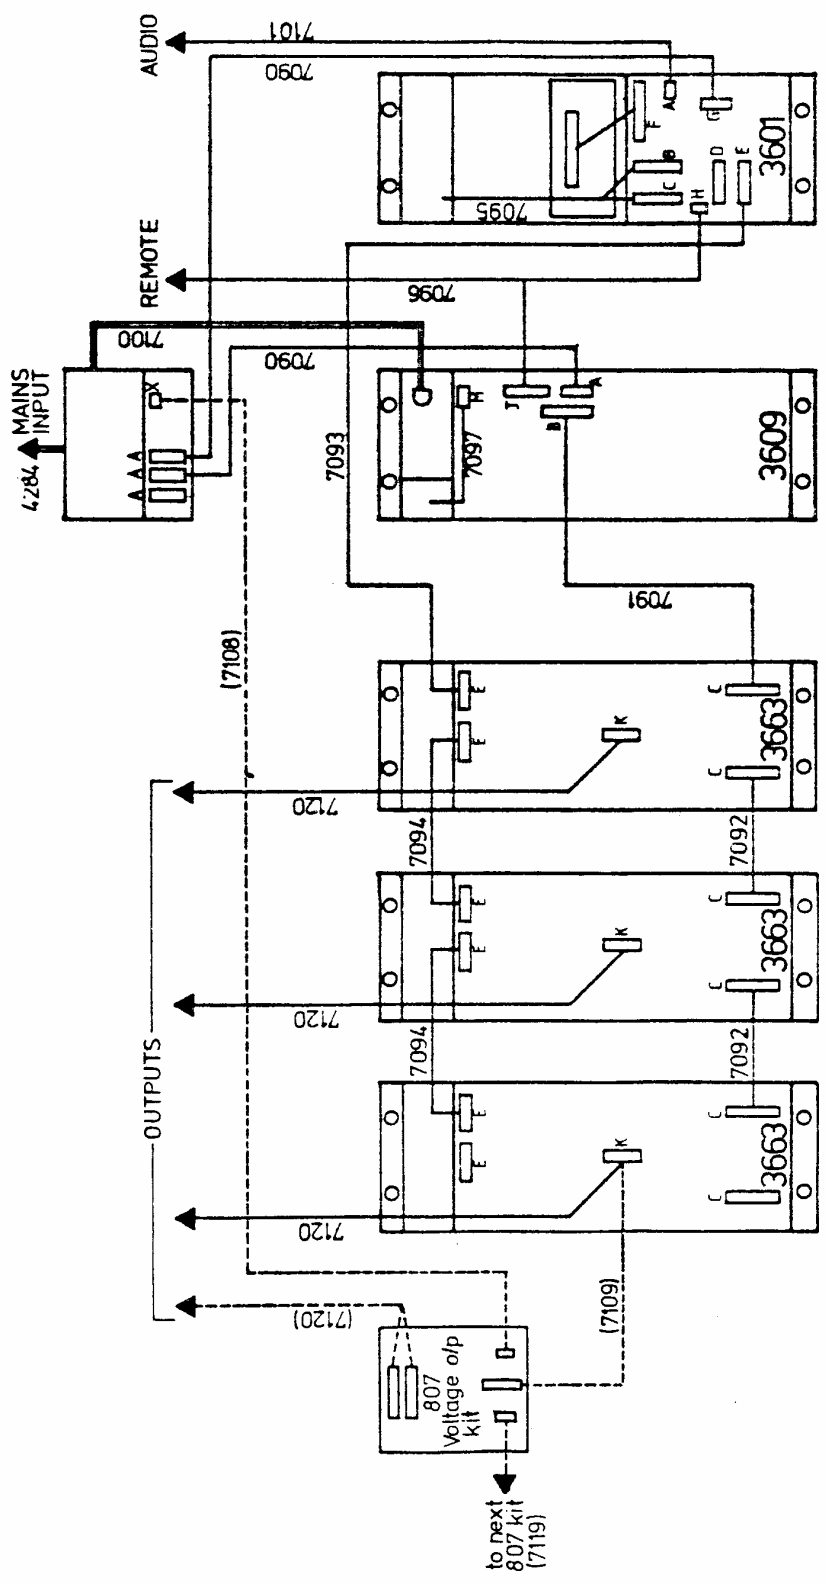 AUDIO
7101
7090
A
F
G
B
C
D
E
H
3601
7095
REMOTE
7096
7100
7090
MAINS
INPUT
4284
X
A
A
A
7093
H
7097
J
A
B
3609
7091
(7108)
E
E
K
C
C
3663
7120
7094
7092
E
E
K
C
C
3663
7120
OUTPUTS
7094
7092
E
E
K
C
C
3663
7120
(7120)
(7109)
807
Voltage o/p
kit
to next
807 kit
(7119)